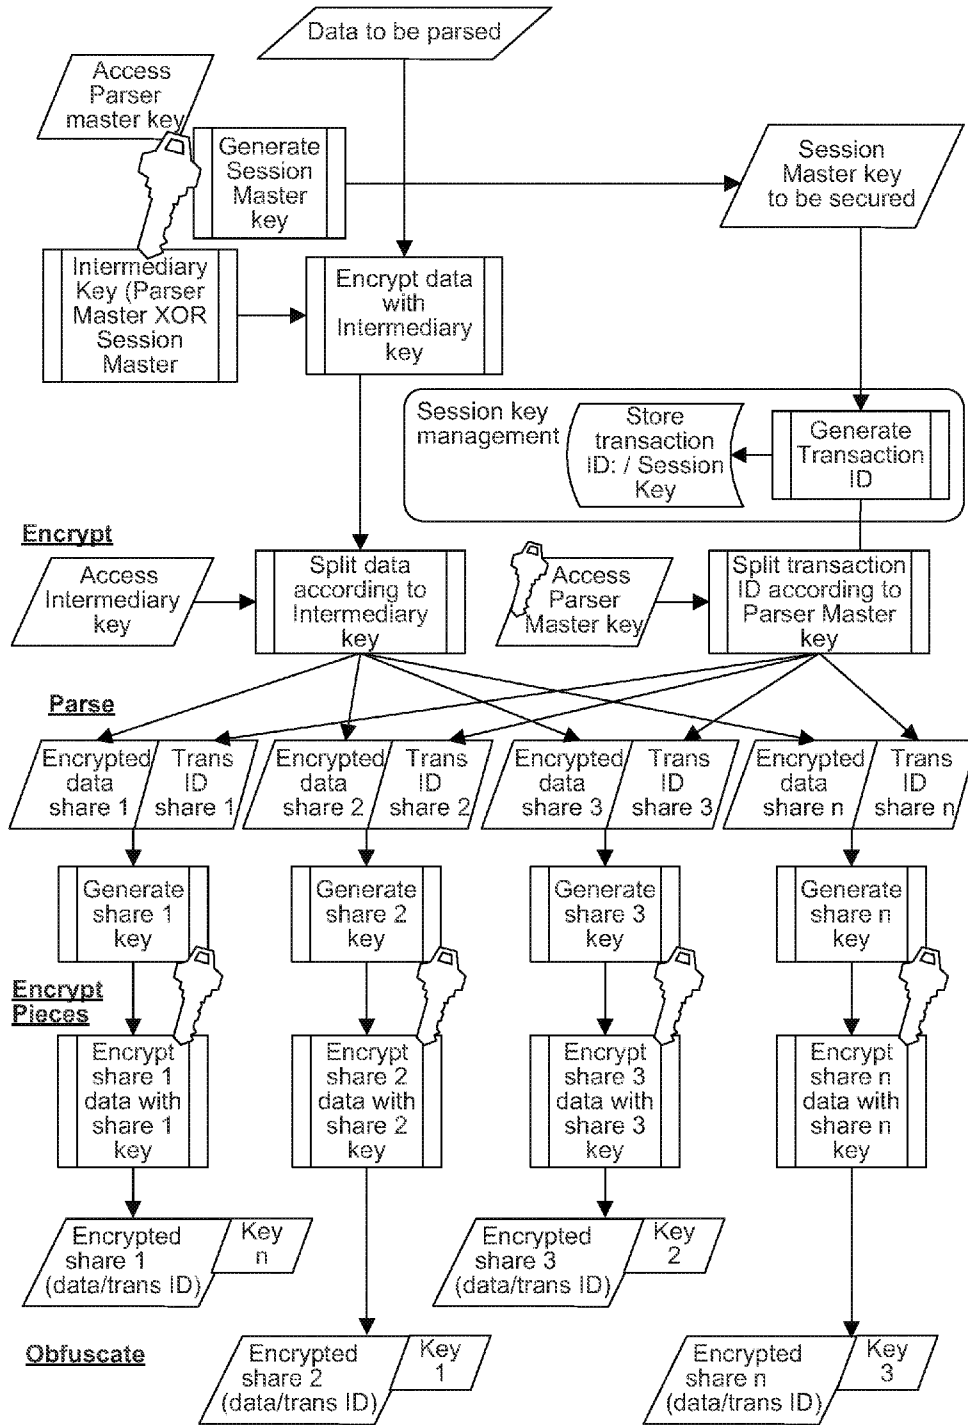 Data to be parsed
Access
Parser
master key
Generate
Session
Master
key
Session
Master key
to be secured
Intermediary
Key (Parser
Master XOR
Session
Master
Encrypt data
with
Intermediary
key
Session key
management
Store
transaction
ID: / Session
Key
Generate
Transaction
ID
Encrypt
Access
Intermediary
key
Split data
according to
Intermediary
key
Access
Parser
Master key
Split transaction
ID according to
Parser Master
key
Parse
Encrypted
data
share 1
Trans
ID
share 1
Encrypted
data
share 2
Trans
ID
share 2
Encrypted
data
share 3
Trans
ID
share 3
Encrypted
data
share n
Trans
ID
share n
Generate
share 1
key
Generate
share 2
key
Generate
share 3
key
Generate
share n
key
Encrypt
Pieces
Encrypt
share 1
data with
share 1
key
Encrypt
share 2
data with
share 2
key
Encrypt
share 3
data with
share 3
key
Encrypt
share n
data with
share n
key
Encrypted
share 1
(data/trans ID)
Key
n
Encrypted
share 3
(data/trans ID)
Key
2
Obfuscate
Encrypted
share 2
(data/trans ID)
Key
1
Encrypted
share n
(data/trans ID)
Key
3